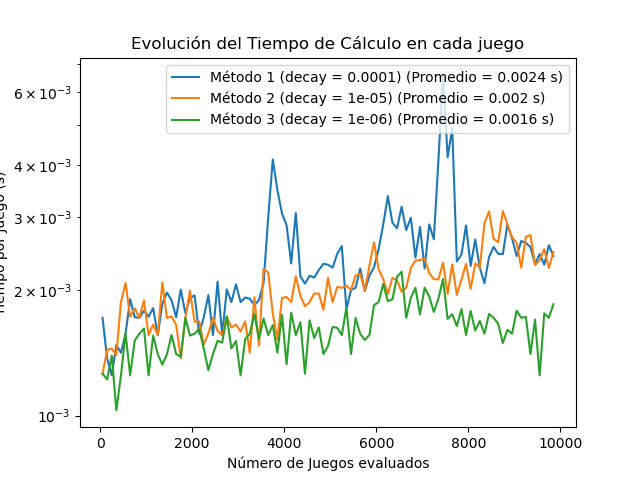 Evolución del Tiempo de Cálculo en cada juego
Método 1 (decay = 0.0001) (Promedio = 0.0024 s)
Método 2 (decay = 1e-05) (Promedio = 0.002 s)
Método 3 (decay = 1e-06) (Promedio = 0.0016 s)
6 × 10⁻³
4 × 10⁻³
3 × 10⁻³
2 × 10⁻³
10⁻³
por juego (s)
0 2000 4000 6000 8000 10000
Número de Juegos evaluados